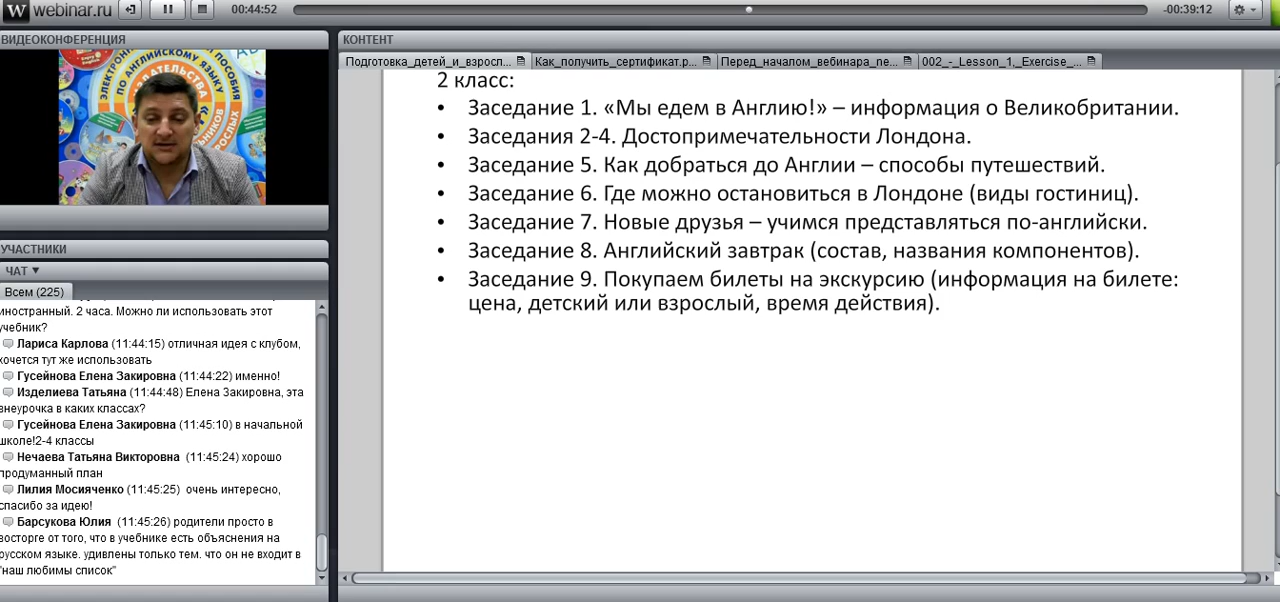 W webinar.ru
00:44:52
-00:39:12
ВИДЕОКОНФЕРЕНЦИЯ
УЧАСТНИКИ
ЧАТ ▼
Всем (225)
иностранный. 2 часа. Можно ли использовать этот
учебник?
Лариса Карлова (11:44:15) отличная идея с клубом,
хочется тут же использовать
Гусейнова Елена Закировна (11:44:22) именно!
Изделиева Татьяна (11:44:48) Елена Закировна, эта
внеурочка в каких классах?
Гусейнова Елена Закировна (11:45:10) в начальной
школе!2-4 классы
Нечаева Татьяна Викторовна (11:45:24) хорошо
продуманный план
Лилия Мосияченко (11:45:25) очень интересно,
спасибо за идею!
Барсукова Юлия (11:45:26) родители просто в
восторге от того, что в учебнике есть объяснения на
русском языке. удивлены только тем. что он не входит в
"наш любимы список"
КОНТЕНТ
Подготовка_детей_и_взросл...
Как_получить_сертификат.p...
Перед_началом_вебинара_пе...
002_-_Lesson_1,_Exercise_...
2 класс:
• Заседание 1. «Мы едем в Англию!» – информация о Великобритании.
• Заседания 2-4. Достопримечательности Лондона.
• Заседание 5. Как добраться до Англии – способы путешествий.
• Заседание 6. Где можно остановиться в Лондоне (виды гостиниц).
• Заседание 7. Новые друзья – учимся представляться по-английски.
• Заседание 8. Английский завтрак (состав, названия компонентов).
• Заседание 9. Покупаем билеты на экскурсию (информация на билете:
цена, детский или взрослый, время действия).